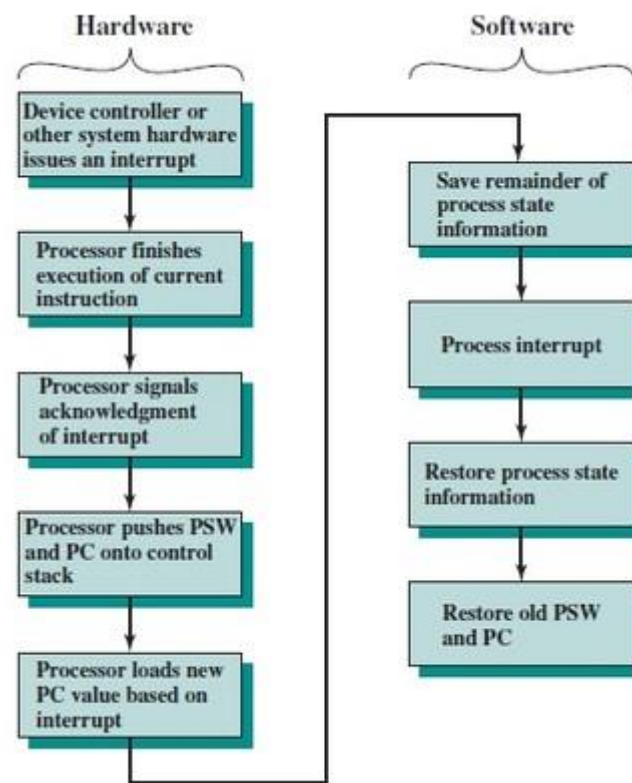 Hardware
Device controller or
other system hardware
issues an interrupt
Processor finishes
execution of current
instruction
Processor signals
acknowledgment
of interrupt
Processor pushes PSW
and PC onto control
stack
Processor loads new
PC value based on
interrupt
Software
Save remainder of
process state
information
Process interrupt
Restore process state
information
Restore old PSW
and PC